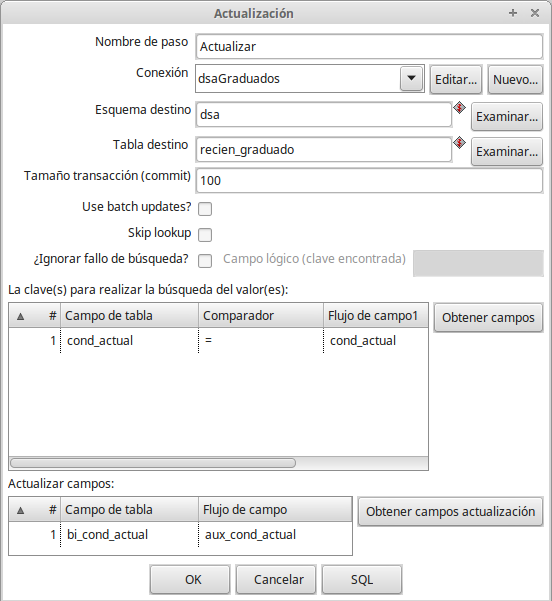 Actualización
Nombre de paso Actualizar
Conexión dsaGraduados Editar... Nuevo...
Esquema destino dsa Examinar...
Tabla destino recien_graduado Examinar...
Tamaño transacción (commit) 100
Use batch updates?
Skip lookup
¿Ignorar fallo de búsqueda? Campo lógico (clave encontrada)
La clave(s) para realizar la búsqueda del valor(es):
# Campo de tabla Comparador Flujo de campo1 Obtener campos
1 cond_actual = cond_actual
Actualizar campos:
# Campo de tabla Flujo de campo Obtener campos actualización
1 bi_cond_actual aux_cond_actual
OK Cancelar SQL